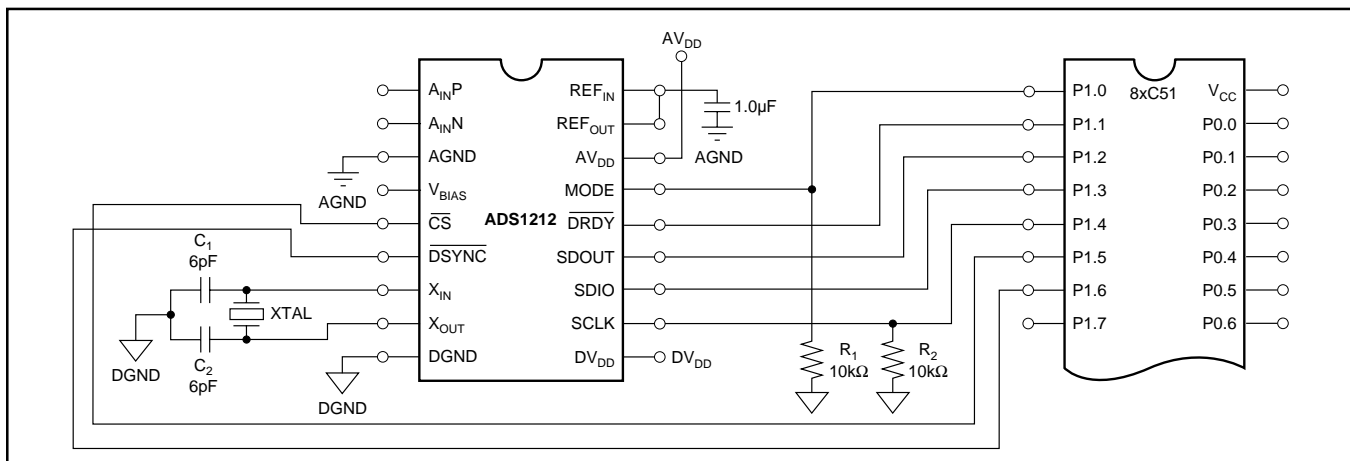 AV_DD
A_INP
A_INN
AGND
V_BIAS
CS
DSYNC
X_IN
X_OUT
DGND
ADS1212
REF_IN
REF_OUT
AV_DD
MODE
DRDY
SDOUT
SDIO
SCLK
DV_DD
DV_DD
1.0µF
AGND
AGND
C_1
6pF
XTAL
C_2
6pF
DGND
DGND
R_1
10kΩ
R_2
10kΩ
8xC51
P1.0
P1.1
P1.2
P1.3
P1.4
P1.5
P1.6
P1.7
V_CC
P0.0
P0.1
P0.2
P0.3
P0.4
P0.5
P0.6